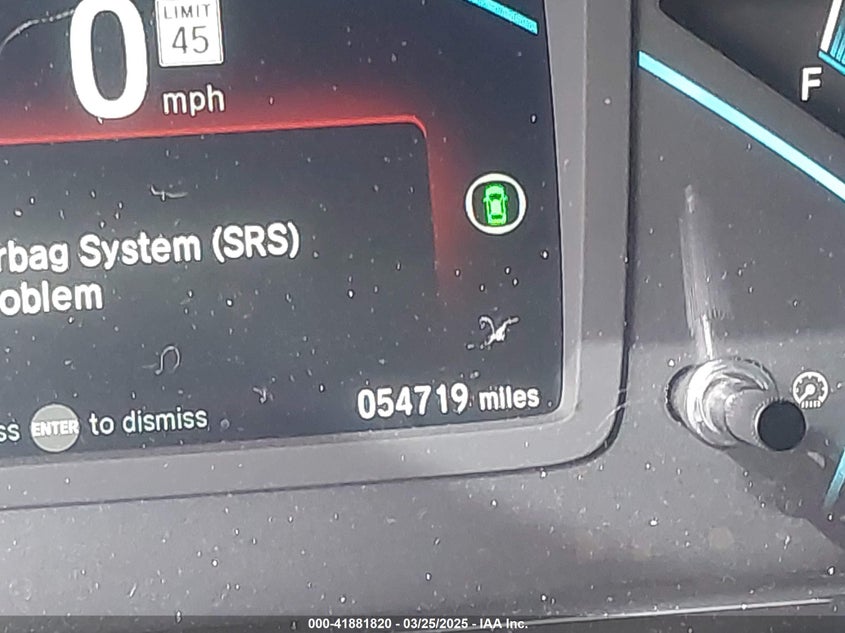 LIMIT
45
0
mph
F
rbag System (SRS)
oblem
054719 miles
ss ENTER to dismiss
000-41881820 - 03/25/2025 - IAA Inc.